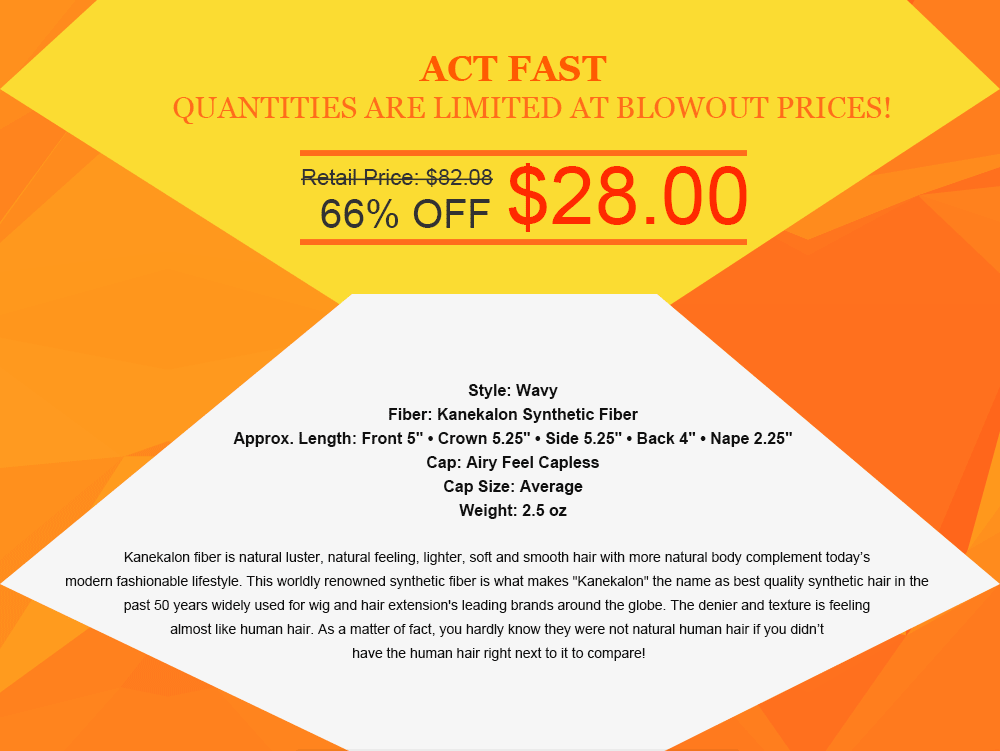 ACT FAST
QUANTITIES ARE LIMITED AT BLOWOUT PRICES!
Retail Price: $82.08
66% OFF
$28.00
Style: Wavy
Fiber: Kanekalon Synthetic Fiber
Approx. Length: Front 5" • Crown 5.25" • Side 5.25" • Back 4" • Nape 2.25"
Cap: Airy Feel Capless
Cap Size: Average
Weight: 2.5 oz
Kanekalon fiber is natural luster, natural feeling, lighter, soft and smooth hair with more natural body complement today’s
modern fashionable lifestyle. This worldly renowned synthetic fiber is what makes "Kanekalon" the name as best quality synthetic hair in the
past 50 years widely used for wig and hair extension's leading brands around the globe. The denier and texture is feeling
almost like human hair. As a matter of fact, you hardly know they were not natural human hair if you didn’t
have the human hair right next to it to compare!